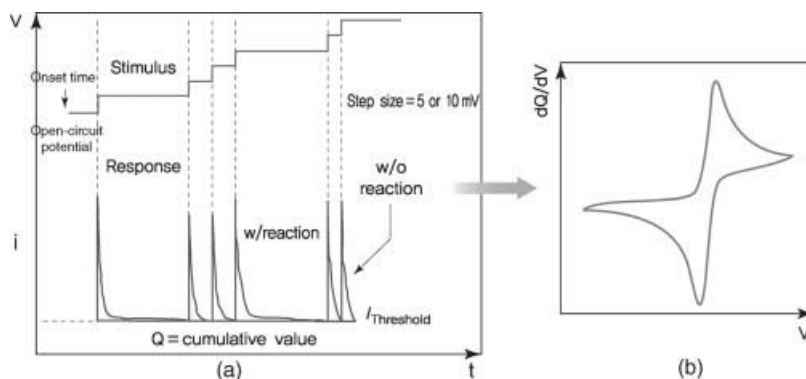 V
Onset time
Stimulus
Step size = 5 or 10 mV
Open-circuit
potential
Response
w/o
reaction
w/reaction
i
I Threshold
Q = cumulative value
(a)
t
dQ/dV
V
(b)